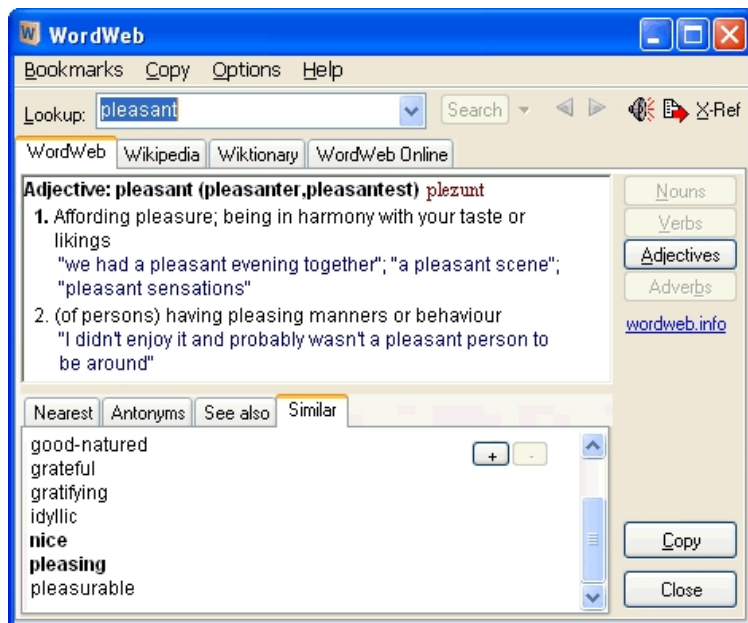 WordWeb
Bookmarks Copy Options Help
Lookup: pleasant Search X-Ref
WordWeb Wikipedia Wiktionary WordWeb Online
Adjective: pleasant (pleasanter,pleasantest) plezunt
1. Affording pleasure; being in harmony with your taste or
likings
"we had a pleasant evening together"; "a pleasant scene";
"pleasant sensations"
2. (of persons) having pleasing manners or behaviour
"I didn't enjoy it and probably wasn't a pleasant person to
be around"
Nouns
Verbs
Adjectives
Adverbs
wordweb.info
Nearest Antonyms See also Similar
good-natured
grateful
gratifying
idyllic
nice
pleasing
pleasurable
+ -
Copy
Close